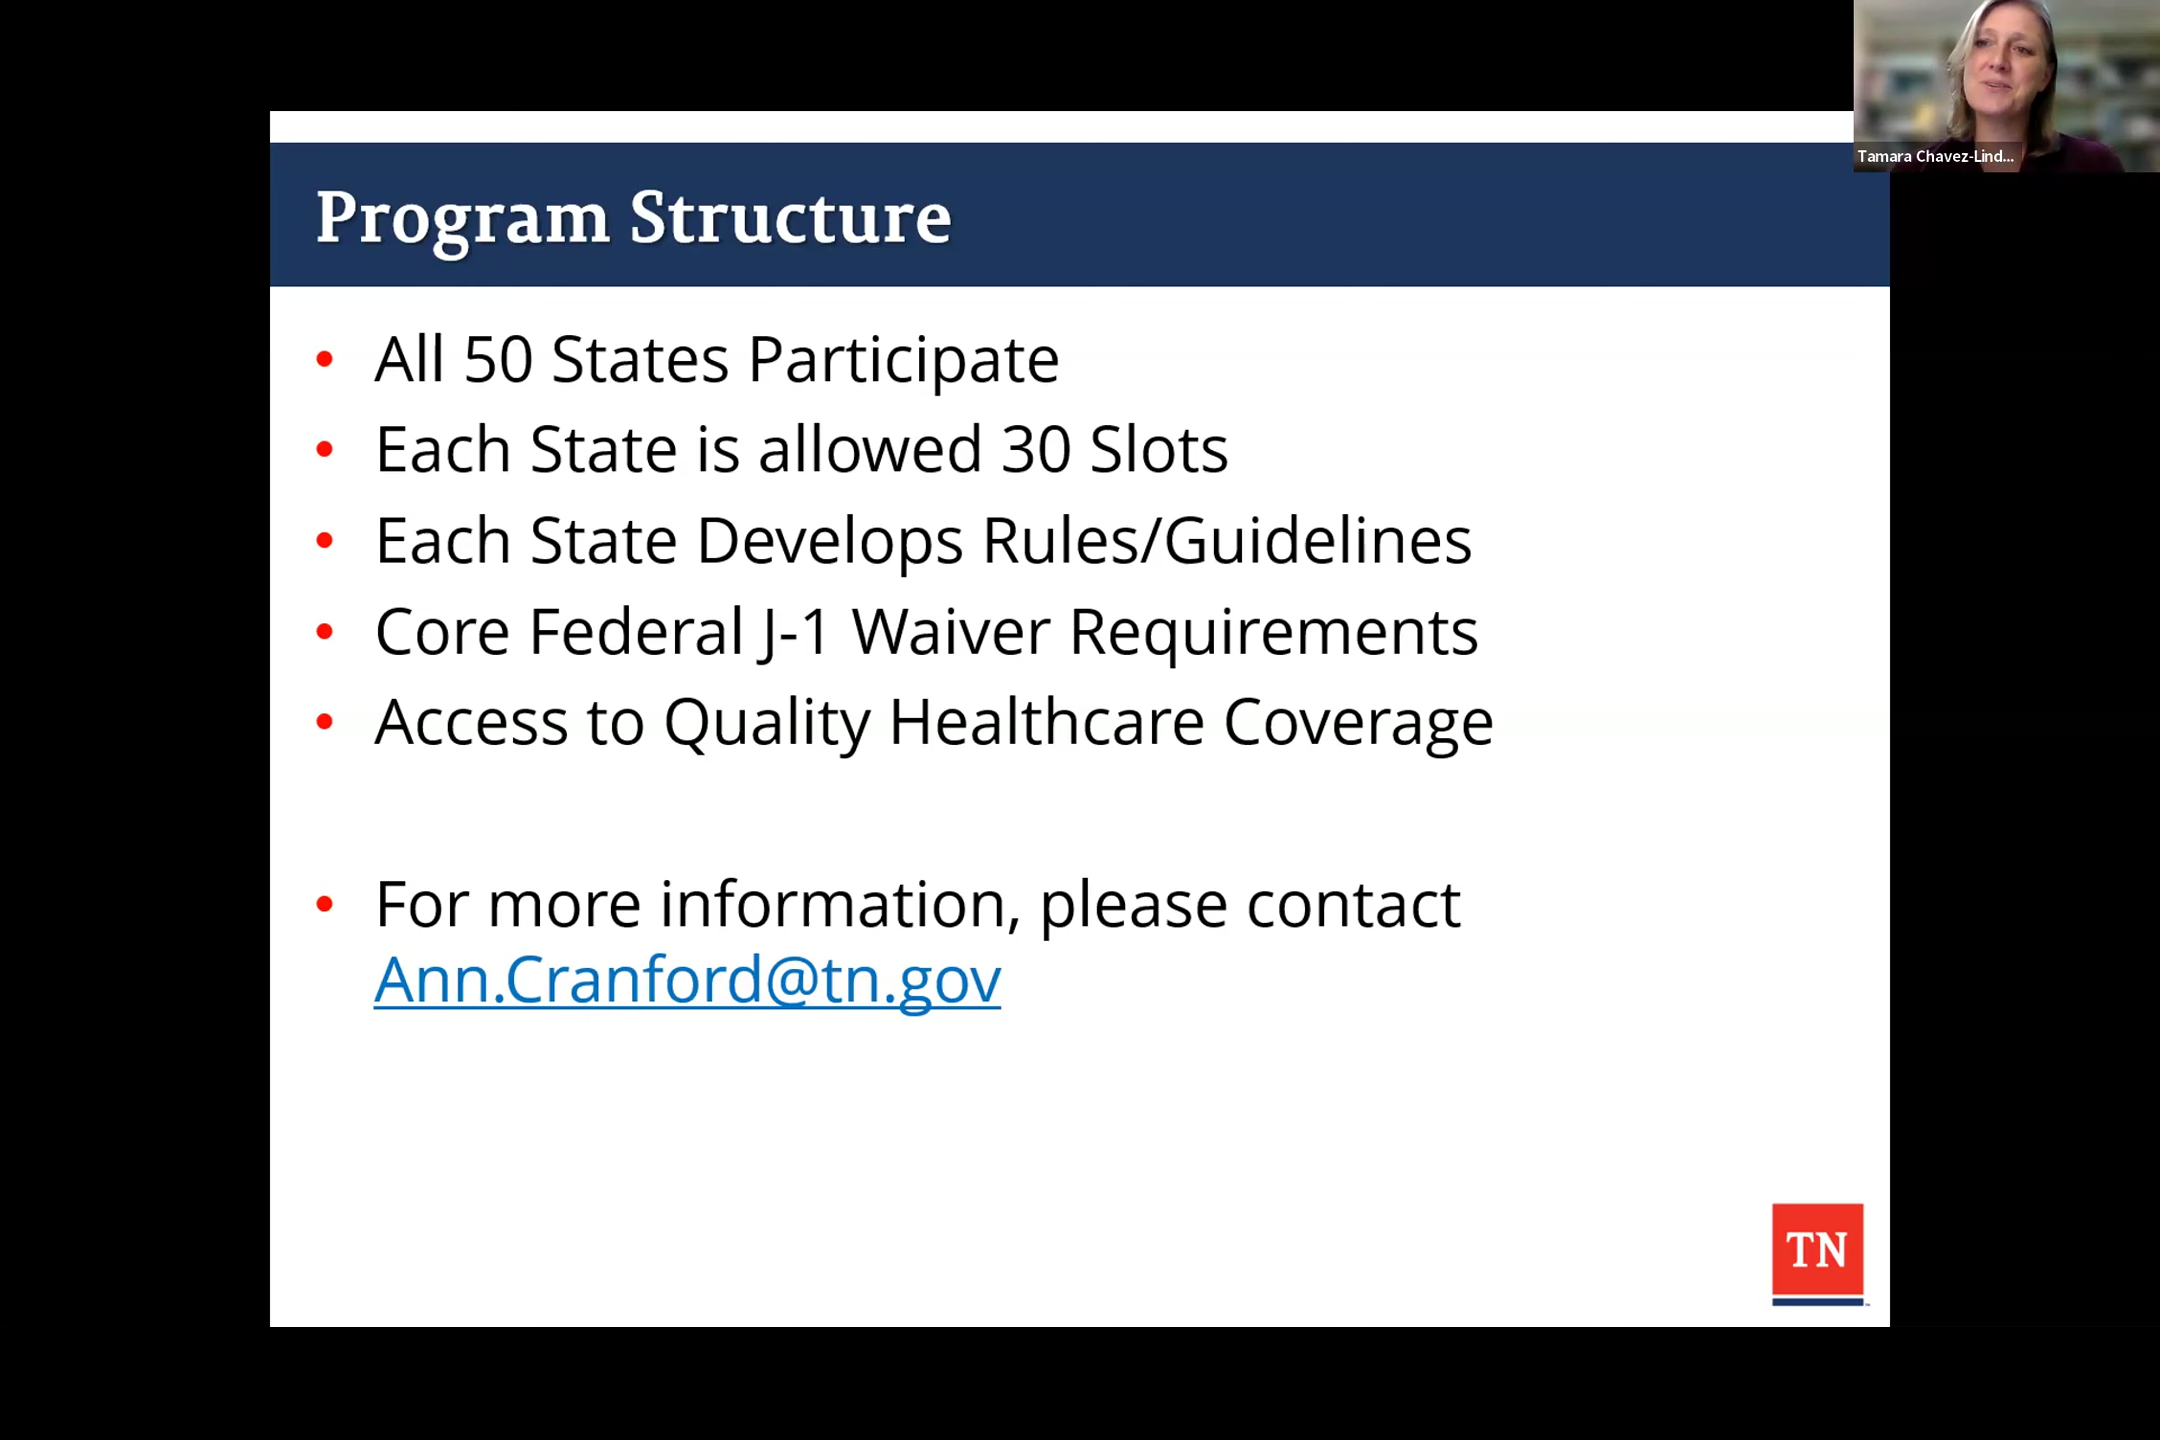 Tamara Chavez-Lind...
Program Structure
• All 50 States Participate
• Each State is allowed 30 Slots
• Each State Develops Rules/Guidelines
• Core Federal J-1 Waiver Requirements
• Access to Quality Healthcare Coverage
• For more information, please contact
Ann.Cranford@tn.gov
TN